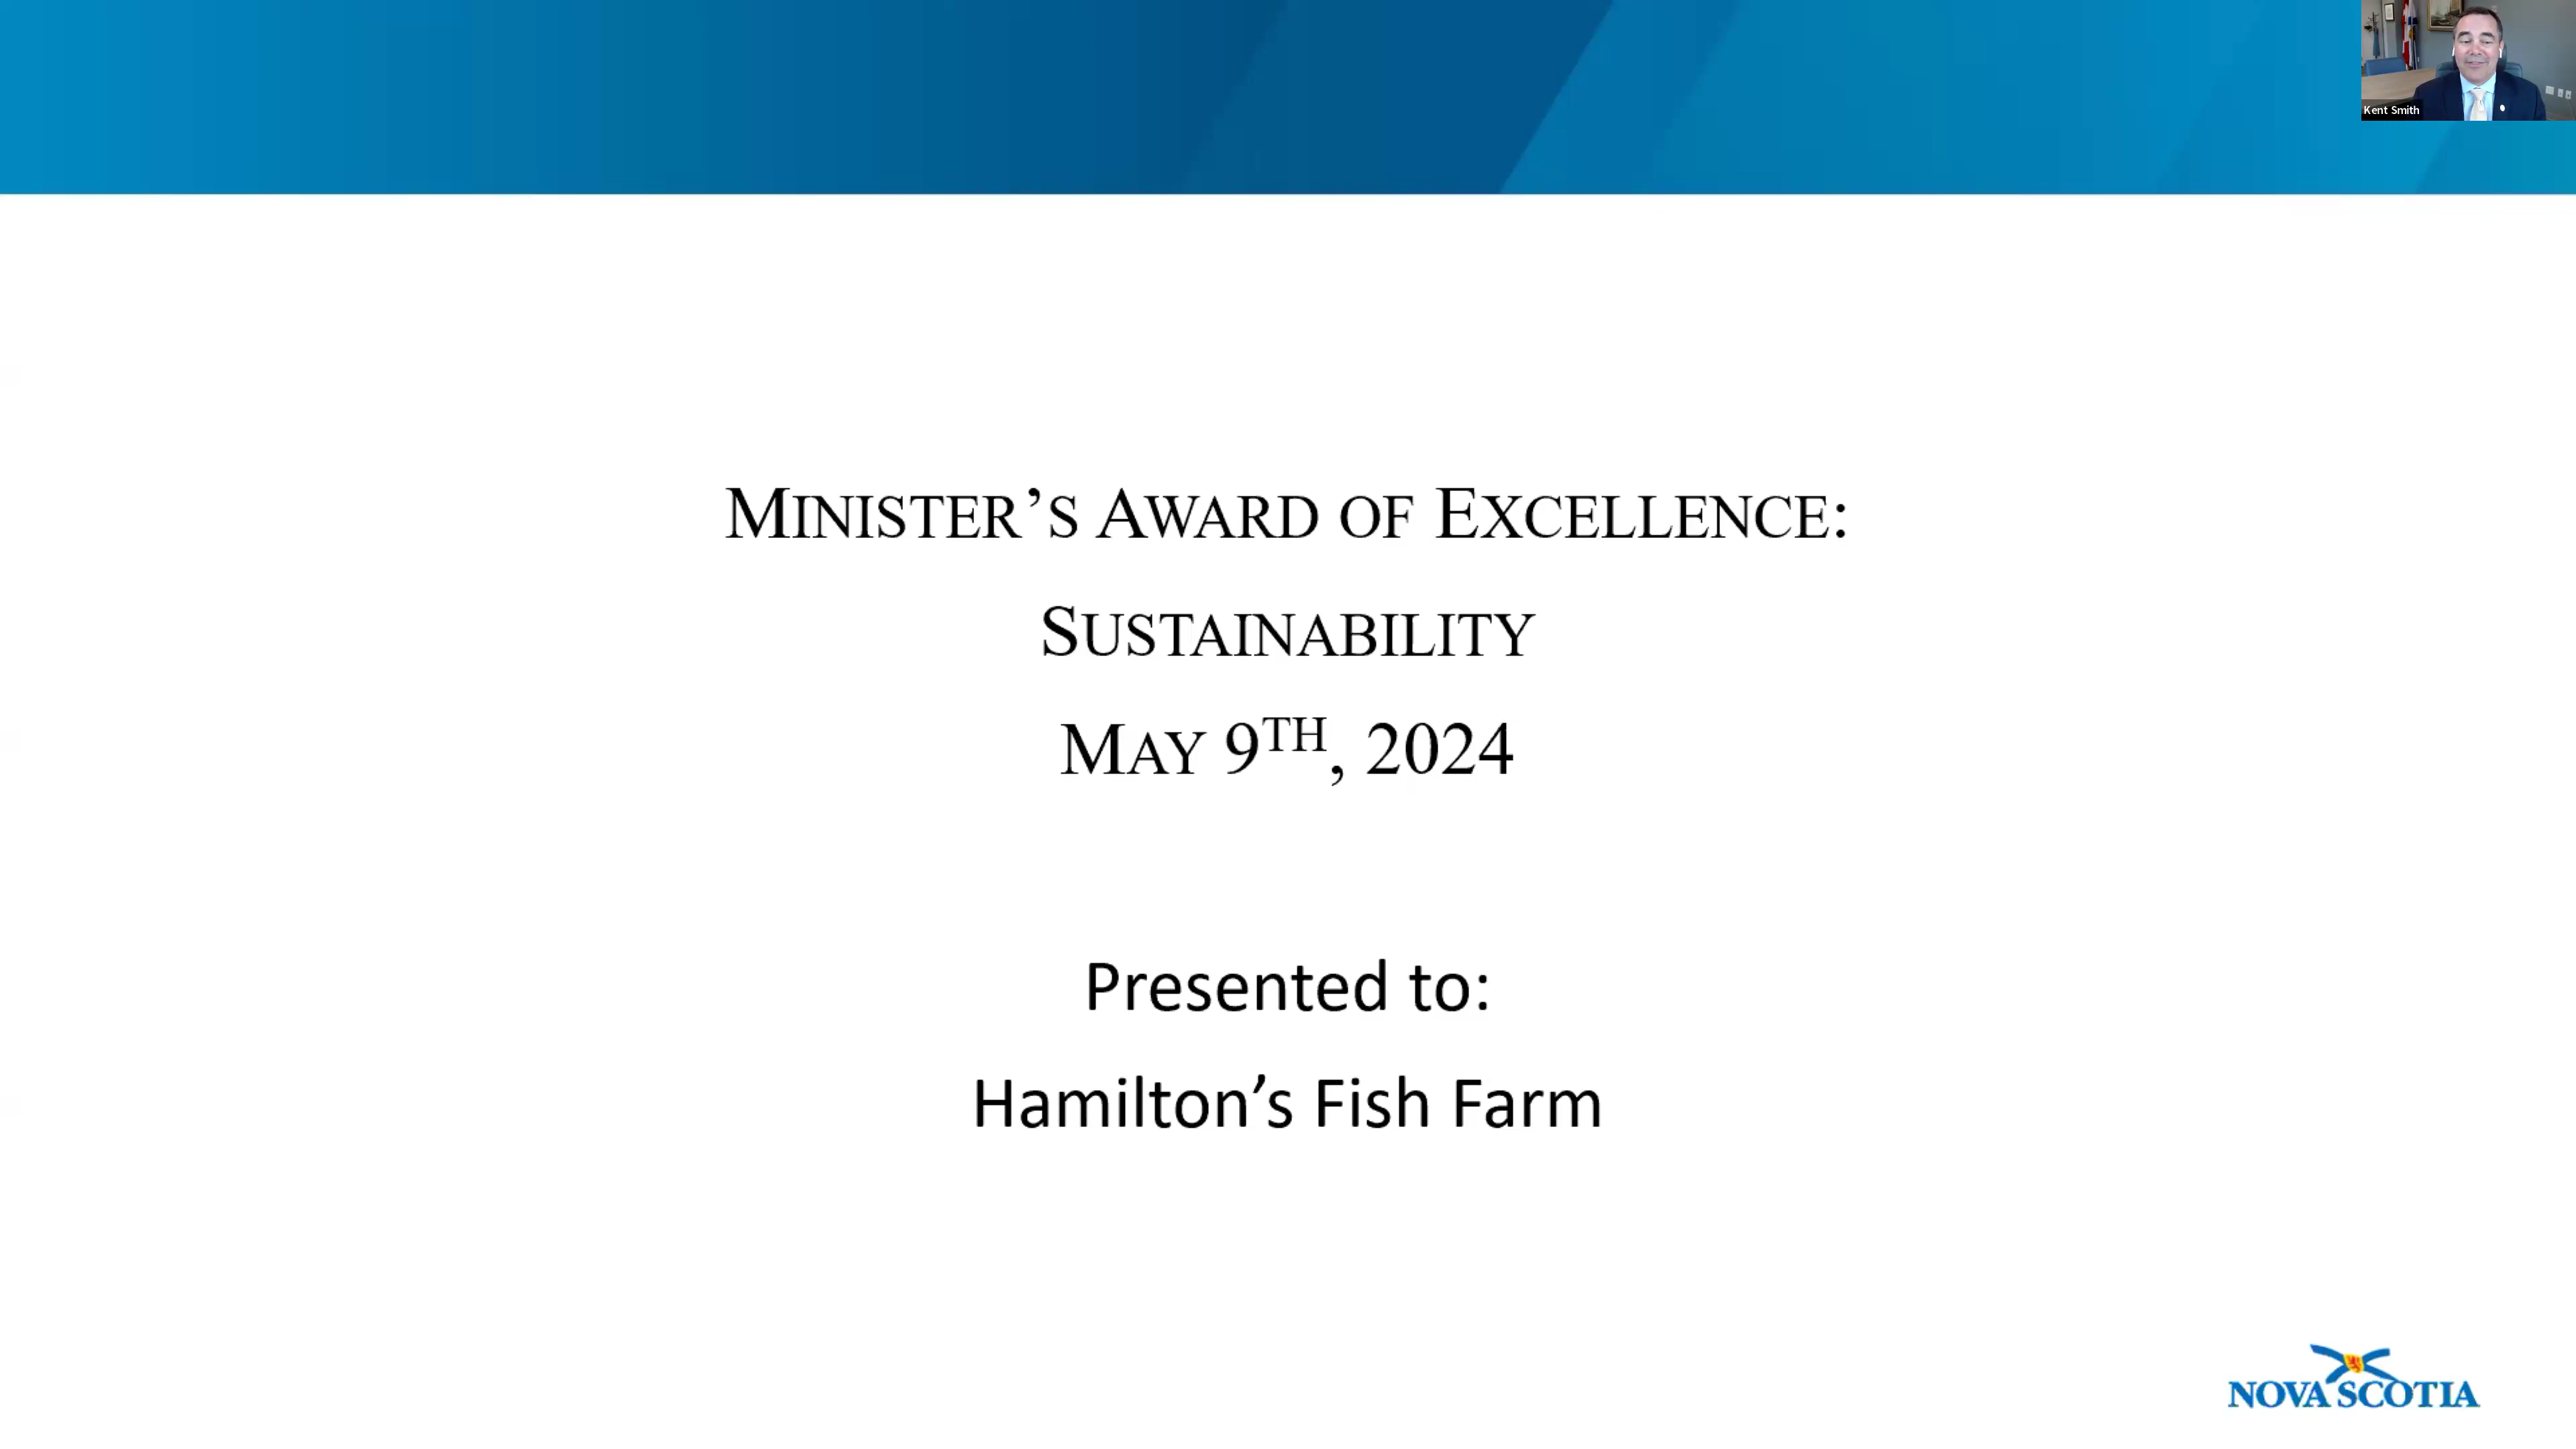 Kent Smith
MINISTER’S AWARD OF EXCELLENCE:
SUSTAINABILITY
MAY 9TH, 2024
Presented to:
Hamilton’s Fish Farm
NOVA SCOTIA